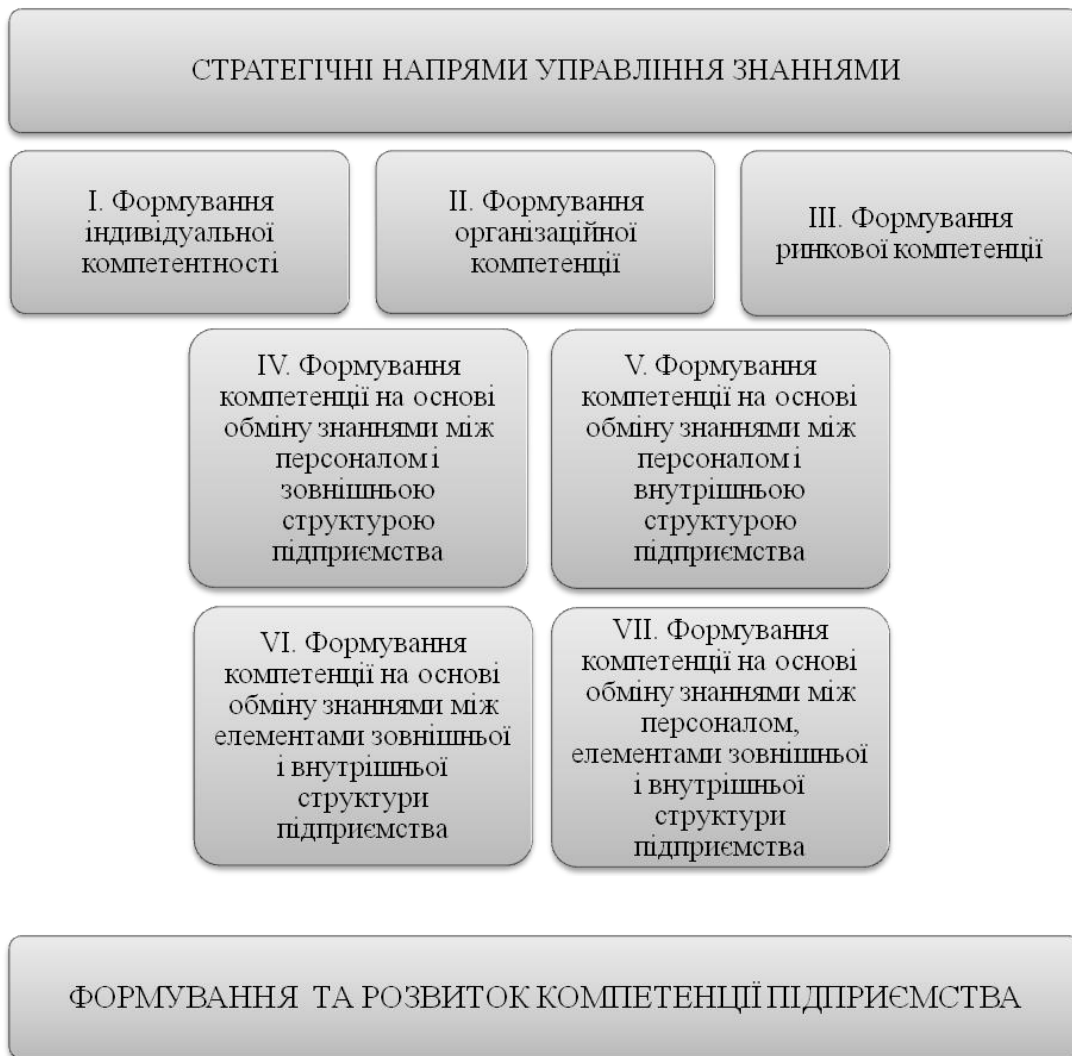 СТРАТЕГІЧНІ НАПРЯМИ УПРАВЛІННЯ ЗНАННЯМИ
І. Формування
індивідуальної
компетентності
ІІ. Формування
організаційної
компетенції
ІІІ. Формування
ринкової компетенції
IV. Формування
компетенції на основі
обміну знаннями між
персоналом і
зовнішньою
структурою
підприємства
V. Формування
компетенції на основі
обміну знаннями між
персоналом і
внутрішньою
структурою
підприємства
VI. Формування
компетенції на основі
обміну знаннями між
елементами зовнішньої
і внутрішньої
структури
підприємства
VII. Формування
компетенції на основі
обміну знаннями між
персоналом,
елементами зовнішньої
і внутрішньої
структури
підприємства
ФОРМУВАННЯ ТА РОЗВИТОК КОМПЕТЕНЦІЇ ПІДПРИЄМСТВА